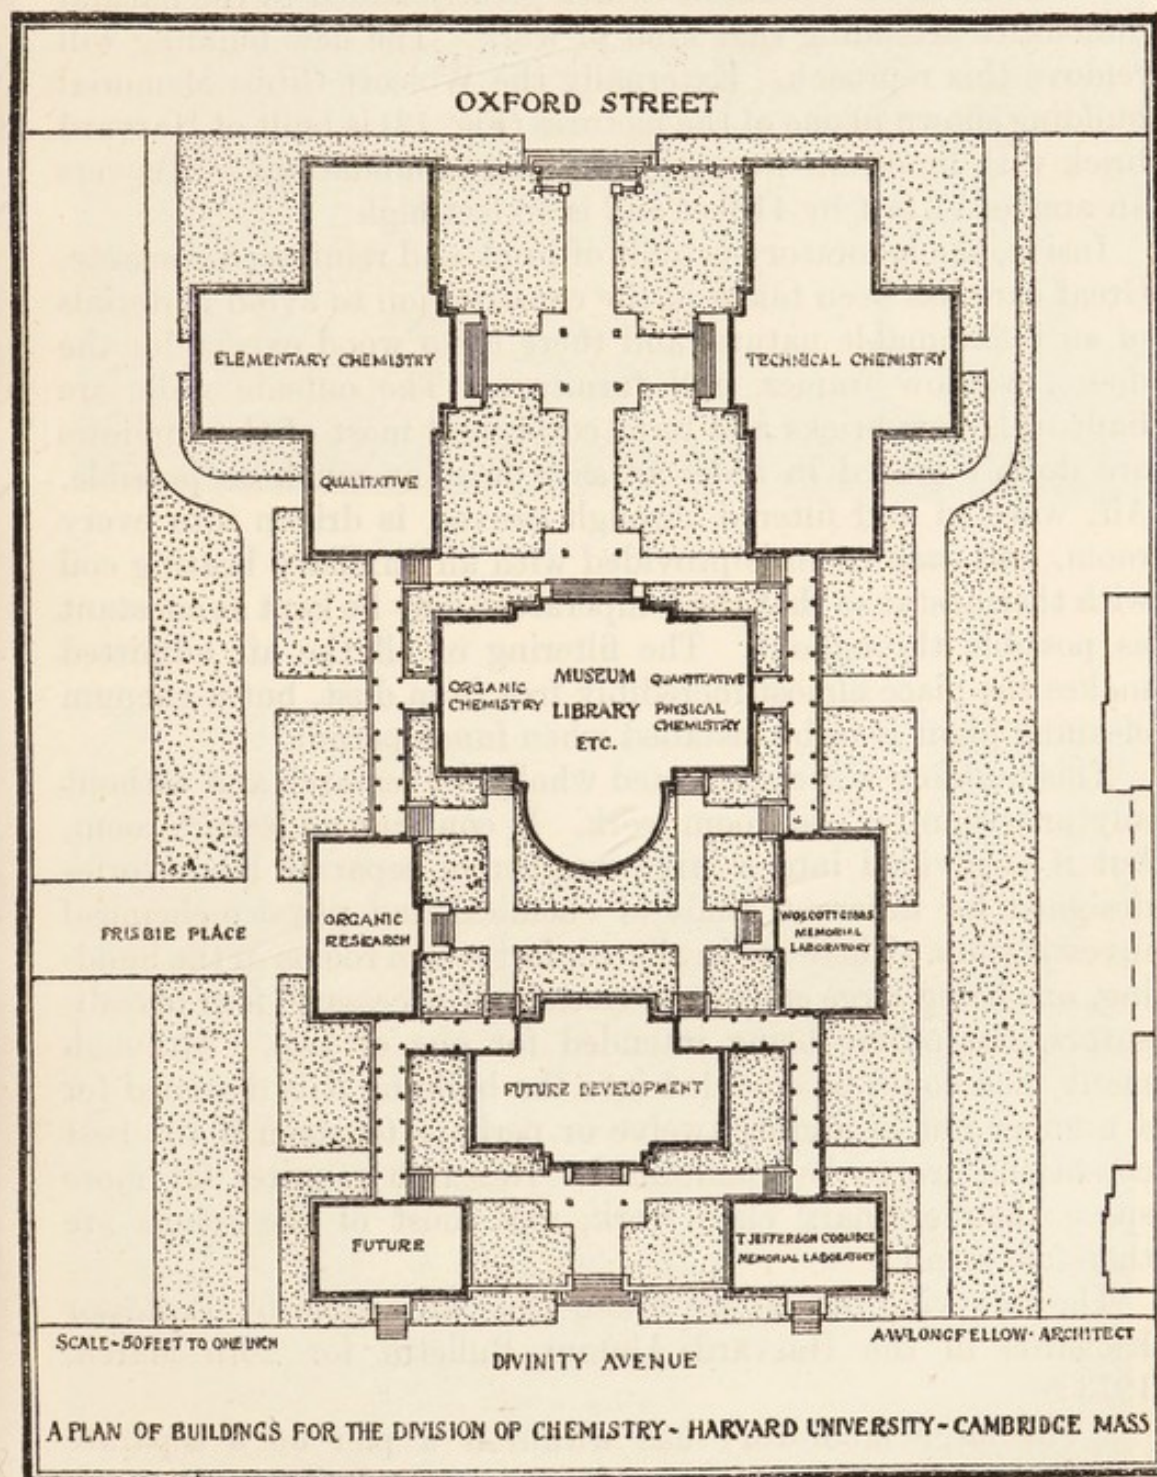 OXFORD STREET
ELEMENTARY CHEMISTRY
TECHNICAL CHEMISTRY
QUALITATIVE
ORGANIC
CHEMISTRY
MUSEUM
LIBRARY
ETC.
QUANTITATIVE
PHYSICAL
CHEMISTRY
FRISBIE PLACE
ORGANIC
RESEARCH
WOLCOTT GIBBS
MEMORIAL
LABORATORY
FUTURE DEVELOPMENT
FUTURE
T JEFFERSON COOLIDGE
MEMORIAL LABORATORY
SCALE~50 FEET TO ONE INCH
A.W.LONGFELLOW·ARCHITECT
DIVINITY AVENUE
A PLAN OF BUILDINGS FOR THE DIVISION OF CHEMISTRY~HARVARD UNIVERSITY~CAMBRIDGE MASS